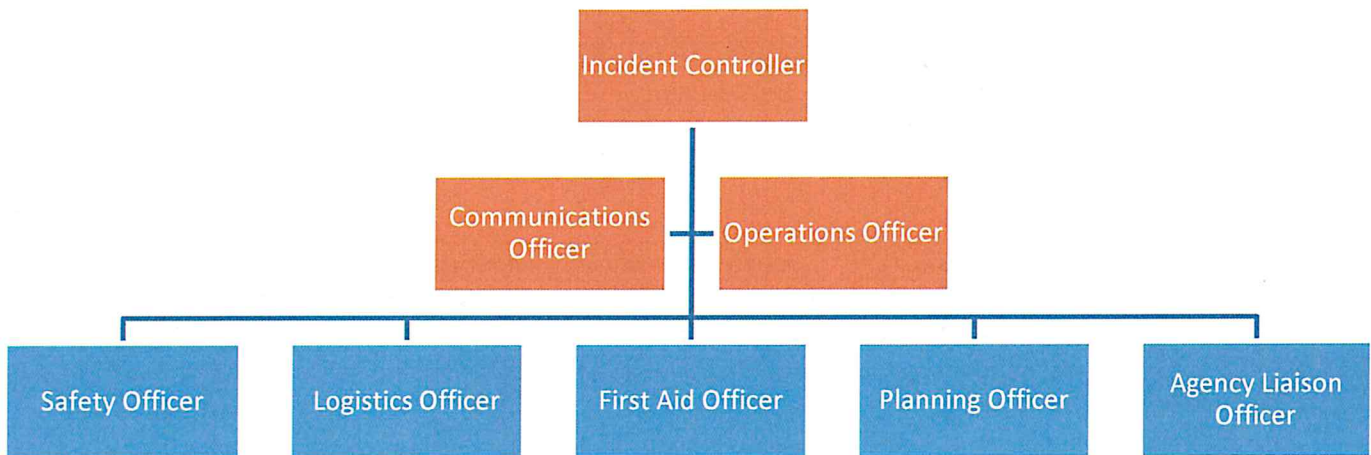 Incident Controller
Communications
Officer
Operations Officer
Safety Officer
Logistics Officer
First Aid Officer
Planning Officer
Agency Liaison
Officer